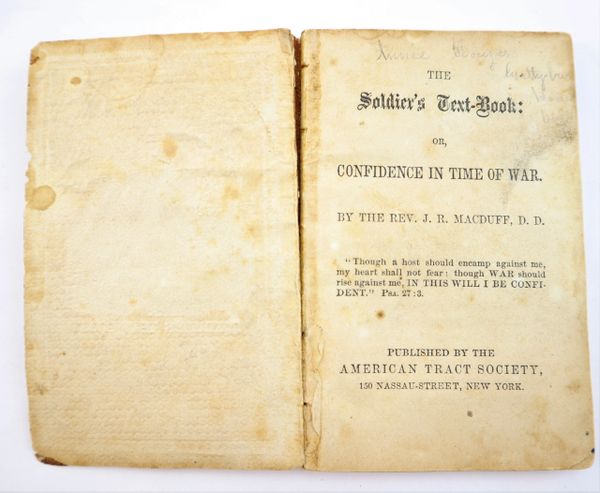 Annie
THE
Soldier's Text-Book:
OR,
CONFIDENCE IN TIME OF WAR.
BY THE REV. J. R. MACDUFF, D. D.
"Though a host should encamp against me,
my heart shall not fear: though WAR should
rise against me, IN THIS WILL I BE CONFI-
DENT." PSA. 27:3.
PUBLISHED BY THE
AMERICAN TRACT SOCIETY,
150 NASSAU-STREET, NEW YORK.